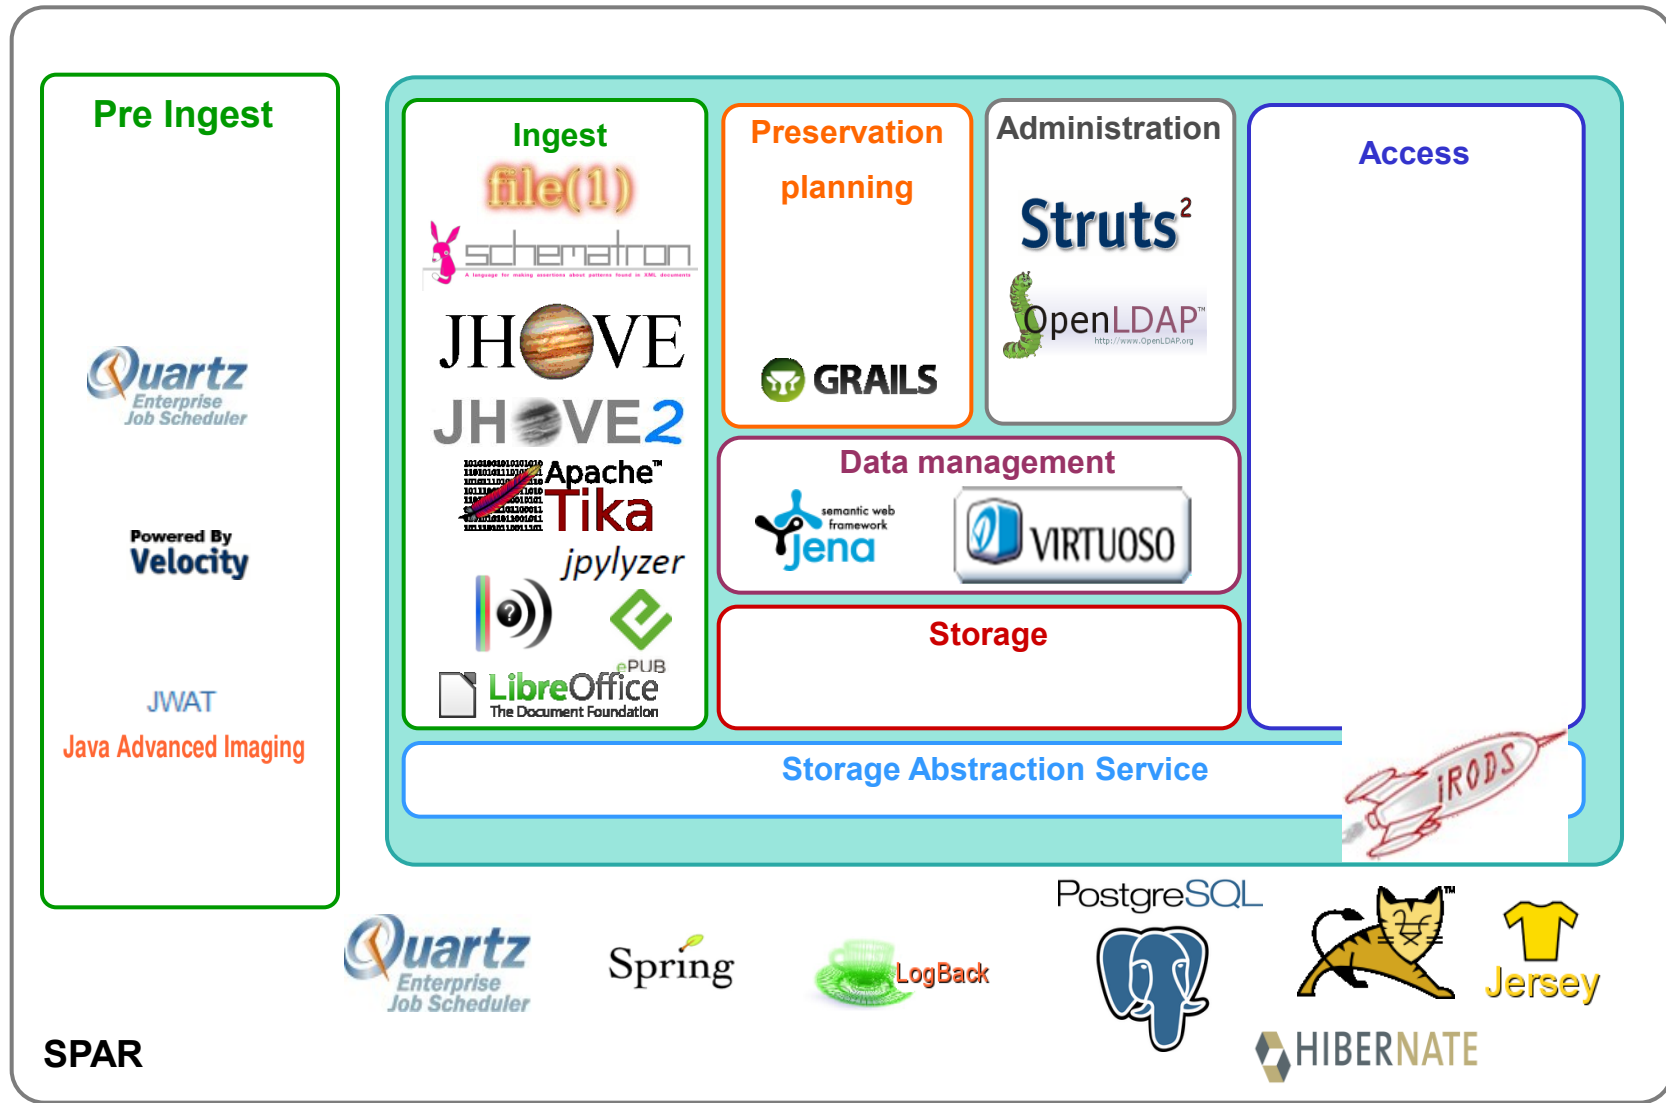 Pre Ingest
Quartz
Enterprise
Job Scheduler
Powered By
Velocity
JWAT
Java Advanced Imaging
Ingest
file(1)
schematron
A language for making assertions about patterns found in XML documents
JHOVE
JHOVE2
Apache™
Tika
jpylyzer
?
ePUB
LibreOffice
The Document Foundation
Preservation
planning
GRAILS
Administration
Struts²
OpenLDAP™
http://www.OpenLDAP.org
Data management
semantic web
framework
jena
VIRTUOSO
Storage
Access
Storage Abstraction Service
iRODS
Quartz
Enterprise
Job Scheduler
Spring
LogBack
PostgreSQL
TM
Jersey
HIBERNATE
SPAR